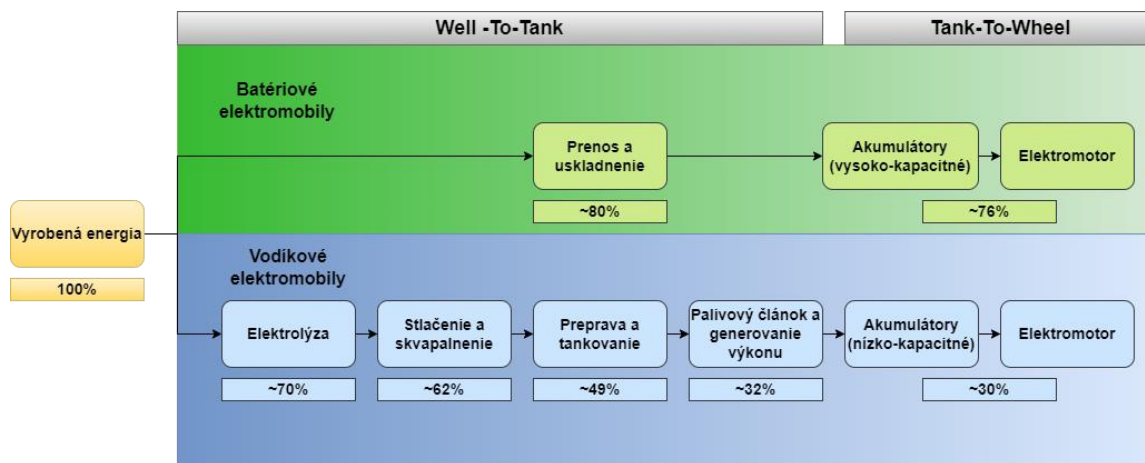 Well -To-Tank
Tank-To-Wheel
Batériové
elektromobily
Prenos a
uskladnenie
Akumulátory
(vysoko-kapacitné)
Elektromotor
~80%
~76%
Vyrobená energia
100%
Vodíkové
elektromobily
Elektrolýza
Stlačenie a
skvapalnenie
Preprava a
tankovanie
Palivový článok a
generovanie
výkonu
Akumulátory
(nízko-kapacitné)
Elektromotor
~70%
~62%
~49%
~32%
~30%